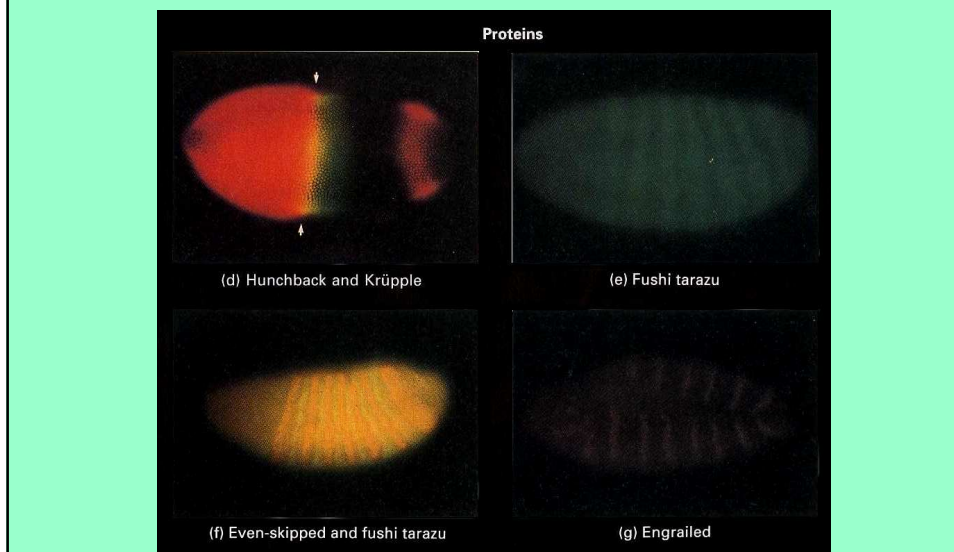 Proteins
(d) Hunchback and Krüpple
(e) Fushi tarazu
(f) Even-skipped and fushi tarazu
(g) Engrailed